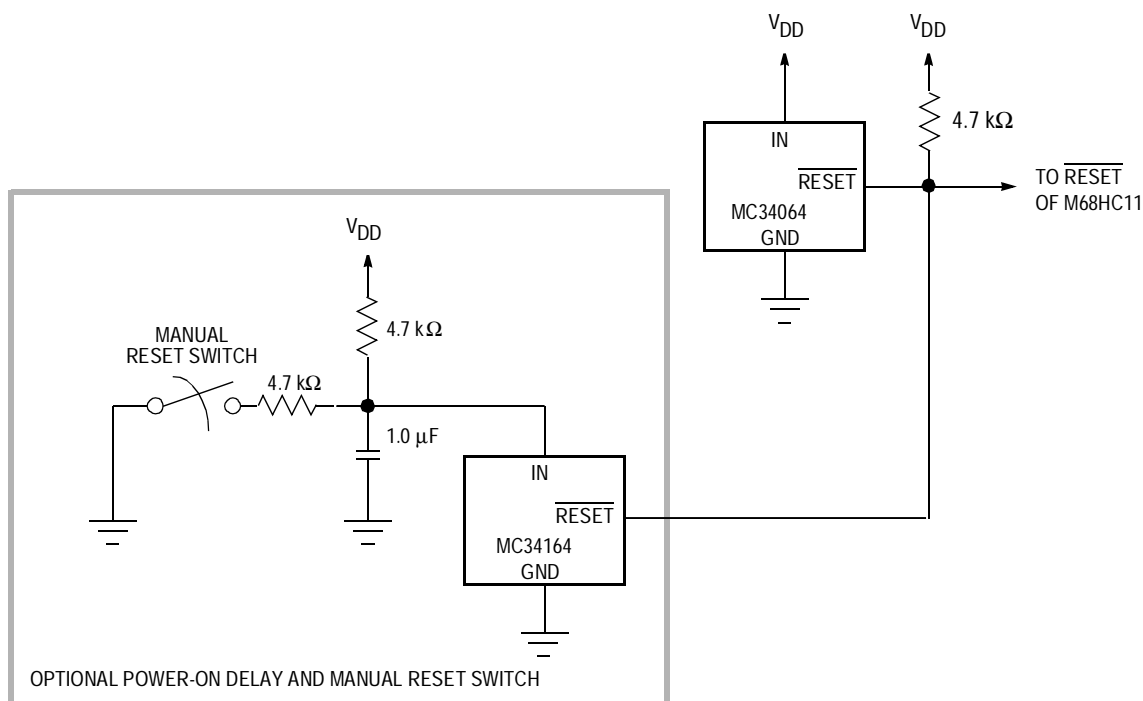 VDD
VDD
4.7 kΩ
IN
RESET
MC34064
GND
TO RESET
OF M68HC11
VDD
4.7 kΩ
MANUAL
RESET SWITCH
4.7 kΩ
1.0 μF
IN
RESET
MC34164
GND
OPTIONAL POWER-ON DELAY AND MANUAL RESET SWITCH